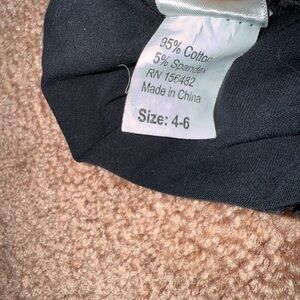 95% Cotton
5% Spandex
RN 156482
Made in China
Size: 4-6